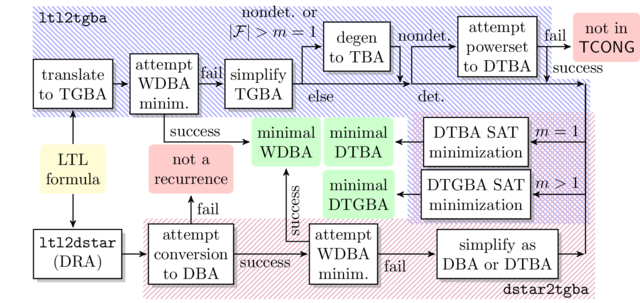 ltl2tgba
nondet. or
|F| > m = 1
translate
to TGBA
attempt
WDBA
minim.
fail
simplify
TGBA
degen
to TBA
else
nondet.
det.
attempt
powerset
to DTBA
fail
success
not in
TCONG
success
minimal
WDBA
minimal
DTBA
DTBA SAT
minimization
m = 1
minimal
DTGBA
DTGBA SAT
minimization
m > 1
LTL
formula
not a
recurrence
fail
success
ltl2dstar
(DRA)
attempt
conversion
to DBA
success
attempt
WDBA
minim.
fail
simplify as
DBA or DTBA
dstar2tgba